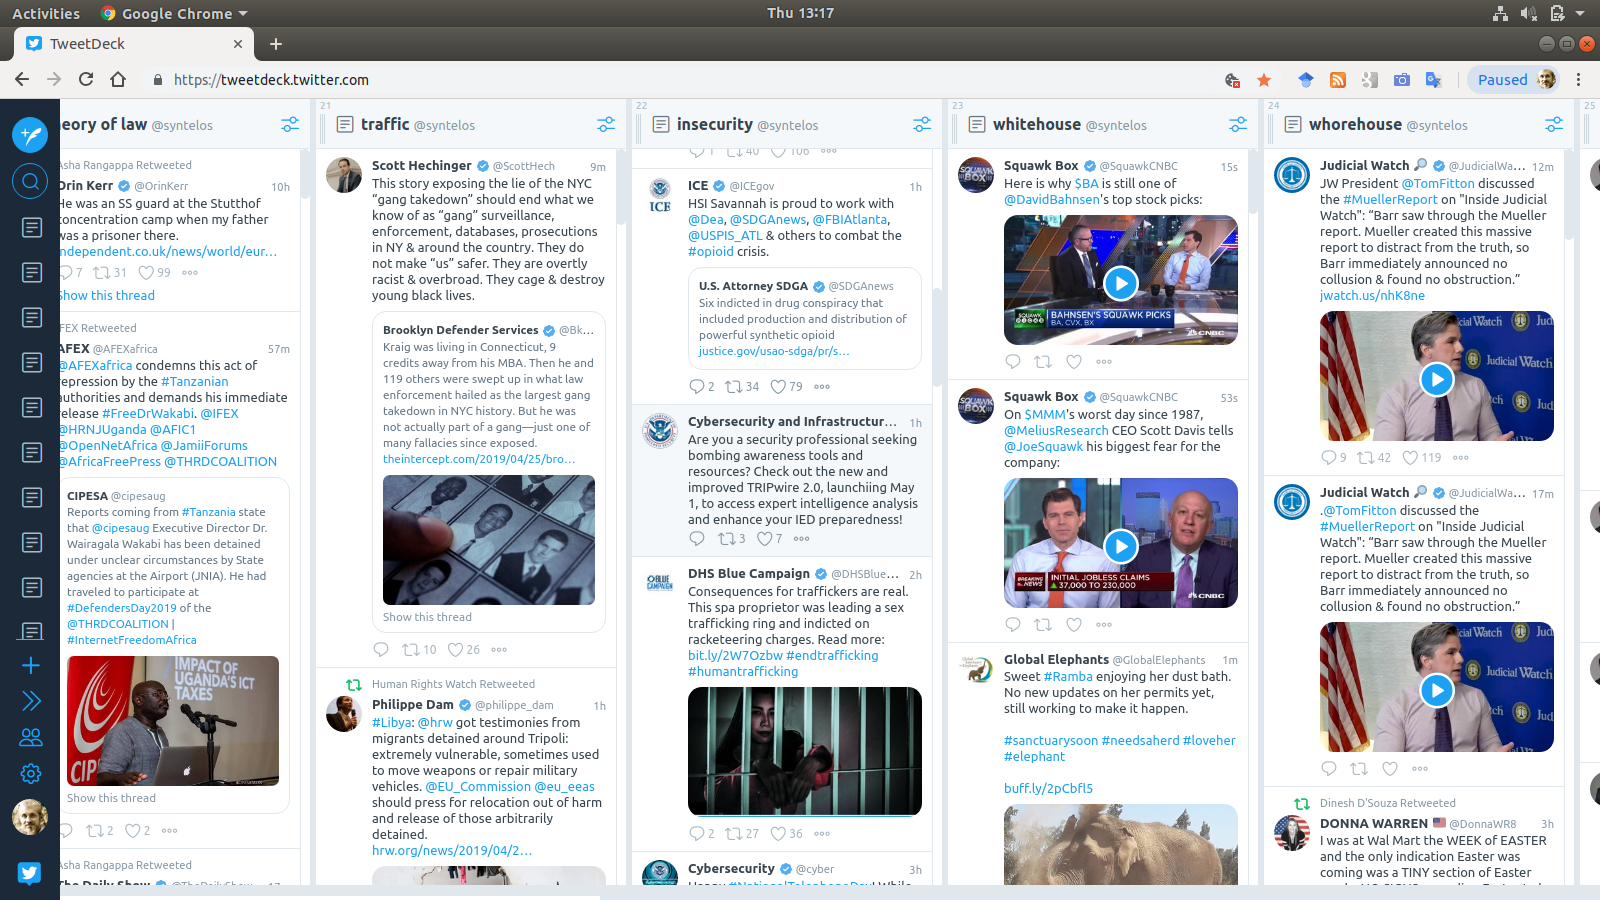 Activities
Google Chrome
Thu 13:17
TweetDeck
https://tweetdeck.twitter.com
Paused
eory of law @syntelos
Asha Rangappa Retweeted
Orin Kerr @OrinKerr 10h
He was an SS guard at the Stutthof
concentration camp when my father
was a prisoner there.
independent.co.uk/news/world/eur…
7 31 99
Show this thread
IFEX Retweeted
AFEX @AFEXafrica 57m
@AFEXafrica condemns this act of
repression by the #Tanzanian
authorities and demands his immediate
release #FreeDrWakabi. @IFEX
@HRNJUganda @AFIC1
@OpenNetAfrica @JamiiForums
@AfricaFreePress @THRDCOALITION
CIPESA @cipesaug
Reports coming from #Tanzania state
that @cipesaug Executive Director Dr.
Wairagala Wakabi has been detained
under unclear circumstances by State
agencies at the Airport (JNIA). He had
traveled to participate at
#DefendersDay2019 of the
@THRDCOALITION |
#InternetFreedomAfrica
IMPACT OF
UGANDA'S ICT
TAXES
CIP
Show this thread
2 2
Asha Rangappa Retweeted
The Daily Show @TheDailyShow
21
traffic @syntelos
Scott Hechinger @ScottHech 9m
This story exposing the lie of the NYC
“gang takedown” should end what we
know of as “gang” surveillance,
enforcement, databases, prosecutions
in NY & around the country. They do
not make “us” safer. They are overtly
racist & overbroad. They cage & destroy
young black lives.
Brooklyn Defender Services @Bk…
Kraig was living in Connecticut, 9
credits away from his MBA. Then he and
119 others were swept up in what law
enforcement hailed as the largest gang
takedown in NYC history. But he was
not actually part of a gang—just one of
many fallacies since exposed.
theintercept.com/2019/04/25/bro…
Show this thread
10 26
Human Rights Watch Retweeted
Philippe Dam @philippe_dam 1h
#Libya: @hrw got testimonies from
migrants detained around Tripoli:
extremely vulnerable, sometimes used
to move weapons or repair military
vehicles. @EU_Commission @eu_eeas
should press for relocation out of harm
and release of those arbitrarily
detained.
hrw.org/news/2019/04/2…
22
insecurity @syntelos
1 40 106
ICE @ICEgov 1h
ICE
HSI Savannah is proud to work with
@Dea, @SDGAnews, @FBIAtlanta,
@USPIS_ATL & others to combat the
#opioid crisis.
U.S. Attorney SDGA @SDGAnews
Six indicted in drug conspiracy that
included production and distribution of
powerful synthetic opioid
justice.gov/usao-sdga/pr/s…
2 34 79
Cybersecurity and Infrastructur… 1h
Are you a security professional seeking
bombing awareness tools and
resources? Check out the new and
improved TRIPwire 2.0, launchiing May
1, to access expert intelligence analysis
and enhance your IED preparedness!
3 7
DHS Blue Campaign @DHSBlue… 2h
BLUE
CAMPAIGN
Consequences for traffickers are real.
This spa proprietor was leading a sex
trafficking ring and indicted on
racketeering charges. Read more:
bit.ly/2W7Ozbw #endtrafficking
#humantrafficking
2 27 36
Cybersecurity @cyber 3h
Happy #NationalTelephoneDay! While
23
whitehouse @syntelos
Squawk Box @SquawkCNBC 15s
Here is why $BA is still one of
@DavidBahnsen's top stock picks:
BAHNSEN'S SQUAWK PICKS
BA, CVX, BX
CNBC
Squawk Box @SquawkCNBC 53s
On $MMM's worst day since 1987,
@MeliusResearch CEO Scott Davis tells
@JoeSquawk his biggest fear for the
company:
BREAKING NEWS
INITIAL JOBLESS CLAIMS
37,000 TO 230,000
CNBC
Global Elephants @GlobalElephants 1m
Sweet #Ramba enjoying her dust bath.
No new updates on her permits yet,
still working to make it happen.
#sanctuarysoon #needsaherd #loveher
#elephant
buff.ly/2pCbfl5
24
whorehouse @syntelos
Judicial Watch @JudicialWa… 12m
JW President @TomFitton discussed
the #MuellerReport on "Inside Judicial
Watch": “Barr saw through the Mueller
report. Mueller created this massive
report to distract from the truth, so
Barr immediately announced no
collusion & found no obstruction.”
jwatch.us/nhK8ne
cial Watch
Judicial
Jud
9 42 119
Judicial Watch @JudicialWa… 17m
.@TomFitton discussed the
#MuellerReport on "Inside Judicial
Watch": “Barr saw through the Mueller
report. Mueller created this massive
report to distract from the truth, so
Barr immediately announced no
collusion & found no obstruction.”
cial Watch
Judicial
Jud
Dinesh D'Souza Retweeted
DONNA WARREN @DonnaWR8 3h
I was at Wal Mart the WEEK of EASTER
and the only indication Easter was
coming was a TINY section of Easter
25